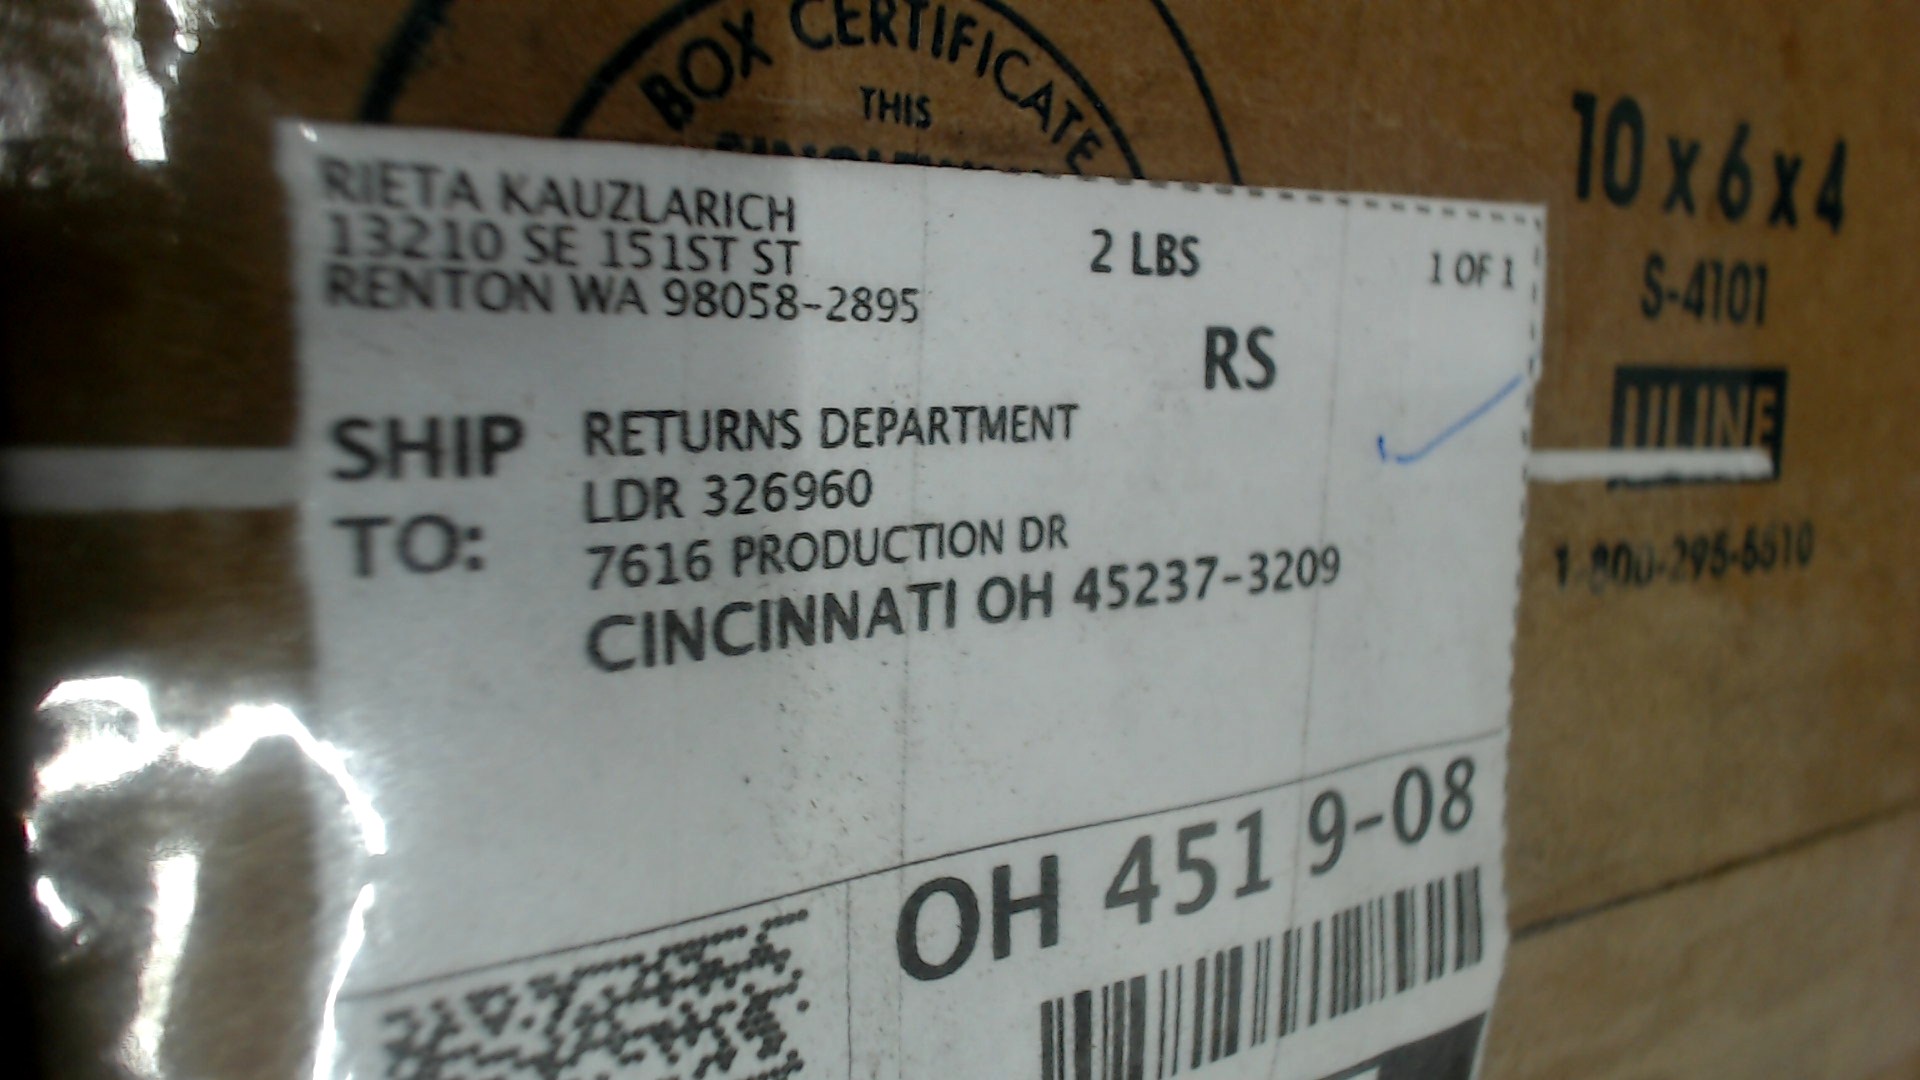 BOX CERTIFICATE
THIS
10 x 6 x 4
S-4101
ULINE
RIETA KAUZLARICH
13210 SE 151ST ST
RENTON WA 98058-2895
2 LBS
1 OF 1
RS
SHIP TO:
RETURNS DEPARTMENT
LDR 326960
7616 PRODUCTION DR
CINCINNATI OH 45237-3209
OH 451 9-08